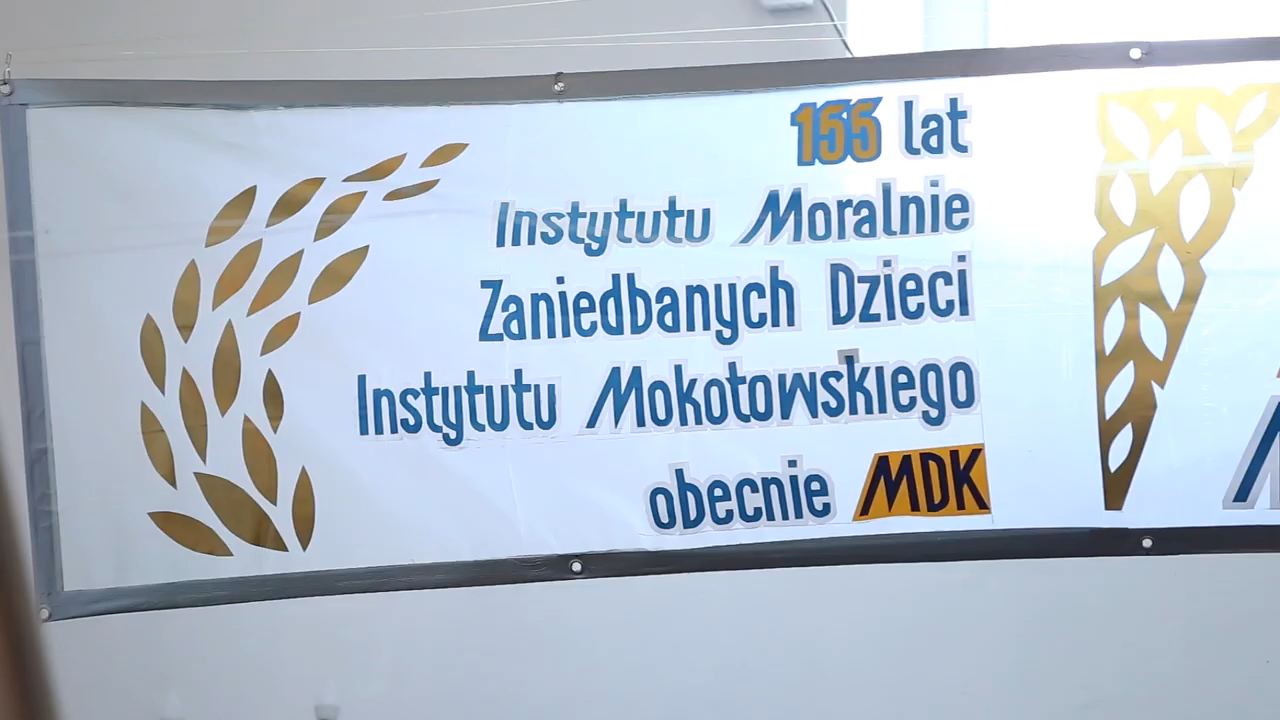 155 lat
Instytutu Moralnie
Zaniedbanych Dzieci
Instytutu Mokotowskiego
obecnie MDK